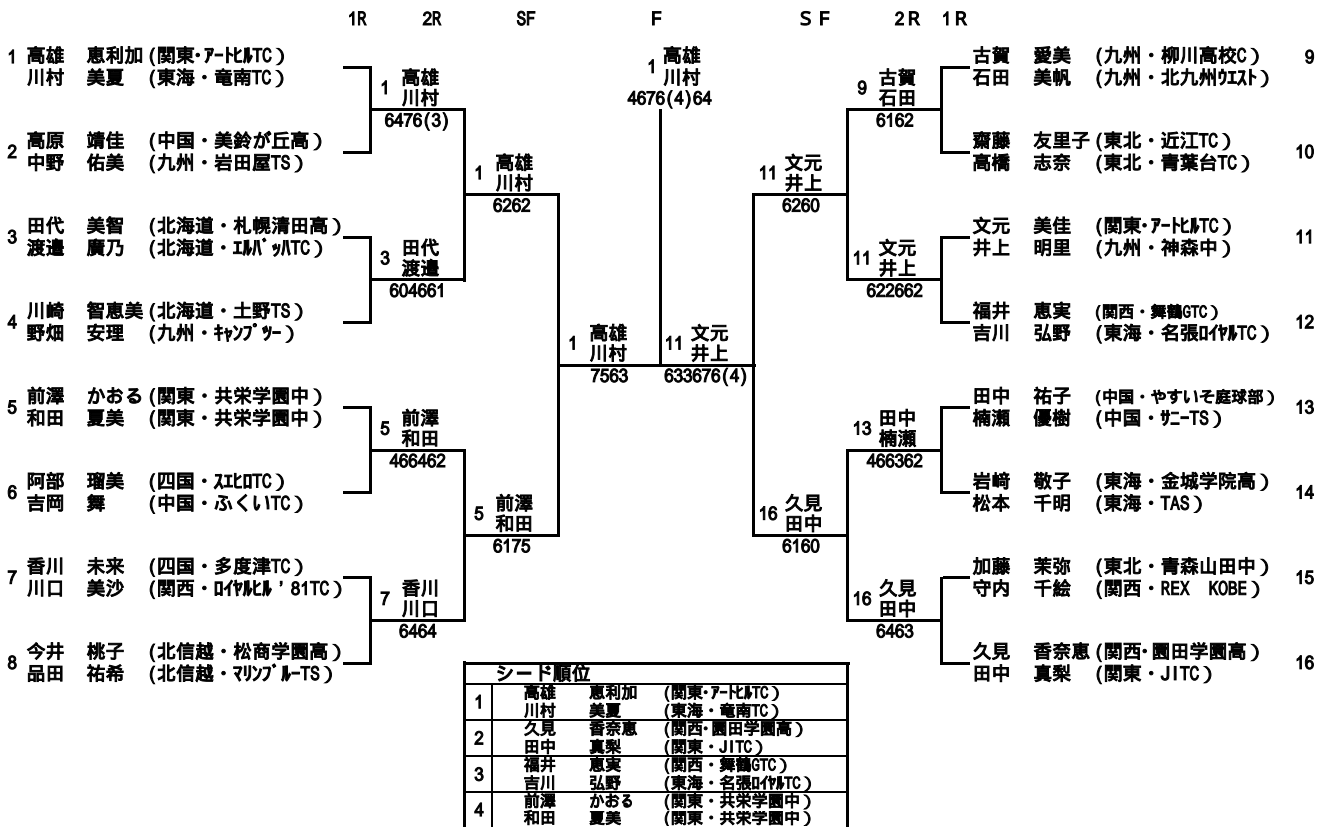 1R 2R SF F ＳＦ 2R 1R
1 高雄 恵利加 (関東・アートヒルTC)
川村 美夏 (東海・竜南TC)
2 高原 靖佳 (中国・美鈴が丘高)
中野 佑美 (九州・岩田屋TS)
3 田代 美智 (北海道・札幌清田高)
渡邉 廣乃 (北海道・エルパッハTC)
4 川崎 智恵美 (北海道・土野TS)
野畑 安理 (九州・キャンプツー)
5 前澤 かおる (関東・共栄学園中)
和田 夏美 (関東・共栄学園中)
6 阿部 瑠美 (四国・スエヒロTC)
吉岡 舞 (中国・ふくいTC)
7 香川 未来 (四国・多度津TC)
川口 美沙 (関西・ロイヤルヒル'81TC)
8 今井 桃子 (北信越・松商学園高)
品田 祐希 (北信越・マリンブルーTS)
1 高雄
川村
6476(3)
3 田代
渡邉
604661
5 前澤
和田
466462
7 香川
川口
6464
1 高雄
川村
6262
5 前澤
和田
6175
1 高雄
川村
7563
1 高雄
川村
4676(4)64
11 文元
井上
633676(4)
11 文元
井上
6260
16 久見
田中
6160
9 古賀
石田
6162
11 文元
井上
622662
13 田中
楠瀬
466362
16 久見
田中
6463
古賀 愛美 (九州・柳川高校C) 9
石田 美帆 (九州・北九州ウエスト)
齋藤 友里子 (東北・近江TC) 10
高橋 志奈 (東北・青葉台TC)
文元 美佳 (関東・アートヒルTC) 11
井上 明里 (九州・神森中)
福井 恵実 (関西・舞鶴GTC) 12
吉川 弘野 (東海・名張ロイヤルTC)
田中 祐子 (中国・やすいそ庭球部) 13
楠瀬 優樹 (中国・サニーTS)
岩崎 敬子 (東海・金城学院高) 14
松本 千明 (東海・TAS)
加藤 茉弥 (東北・青森山田中) 15
守内 千絵 (関西・REX KOBE)
久見 香奈恵 (関西・園田学園高) 16
田中 真梨 (関東・JITC)
シード順位
1 高雄 恵利加 (関東・アートヒルTC)
川村 美夏 (東海・竜南TC)
2 久見 香奈恵 (関西・園田学園高)
田中 真梨 (関東・JITC)
3 福井 恵実 (関西・舞鶴GTC)
吉川 弘野 (東海・名張ロイヤルTC)
4 前澤 かおる (関東・共栄学園中)
和田 夏美 (関東・共栄学園中)